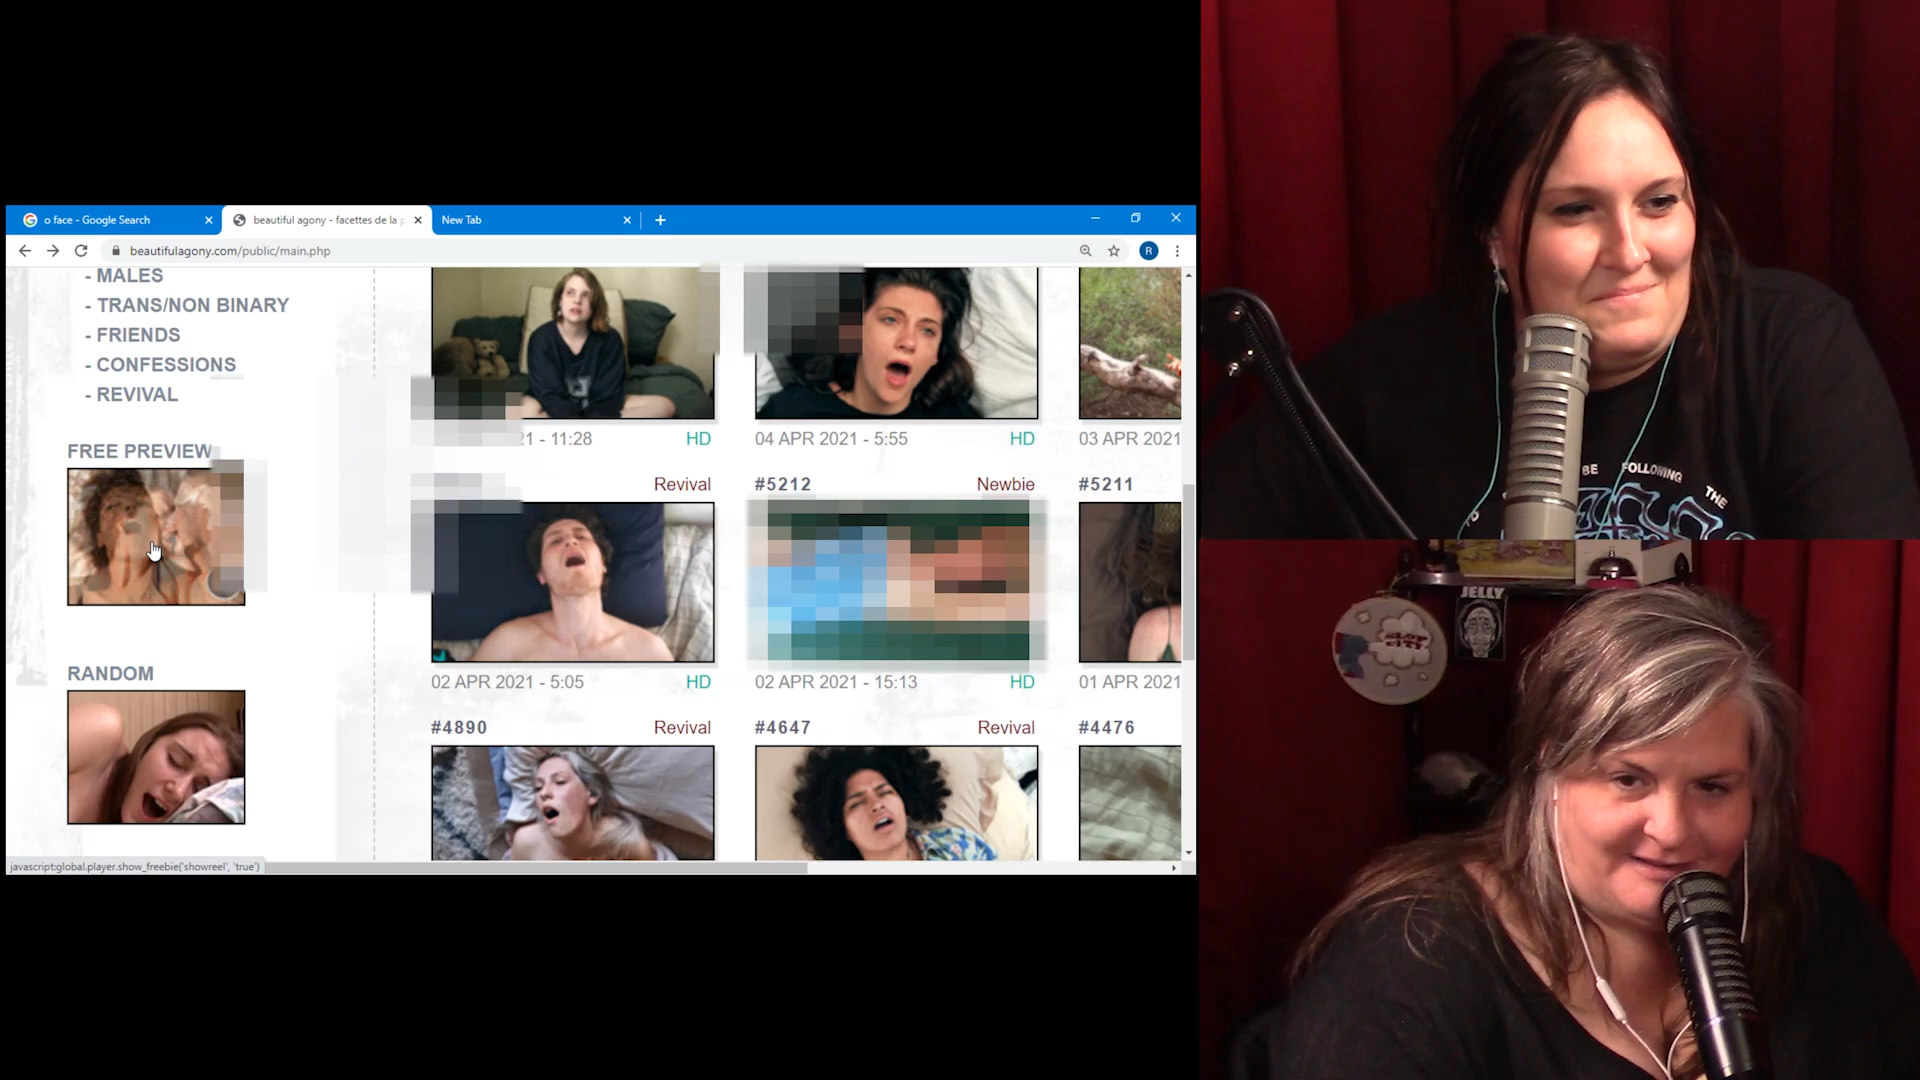 o face - Google Search
beautiful agony - facettes de la p
New Tab
beautifulagony.com/public/main.php
R
- MALES
- TRANS/NON BINARY
- FRIENDS
- CONFESSIONS
- REVIVAL
FREE PREVIEW
RANDOM
21 - 11:28
HD
04 APR 2021 - 5:55
HD
03 APR 2021
Revival
#5212
Newbie
#5211
02 APR 2021 - 5:05
HD
02 APR 2021 - 15:13
HD
01 APR 2021
#4890
Revival
#4647
Revival
#4476
javascript:global.player.show_freebie('showreel', 'true')
TO
BE FOLLOWING THE
JELLY